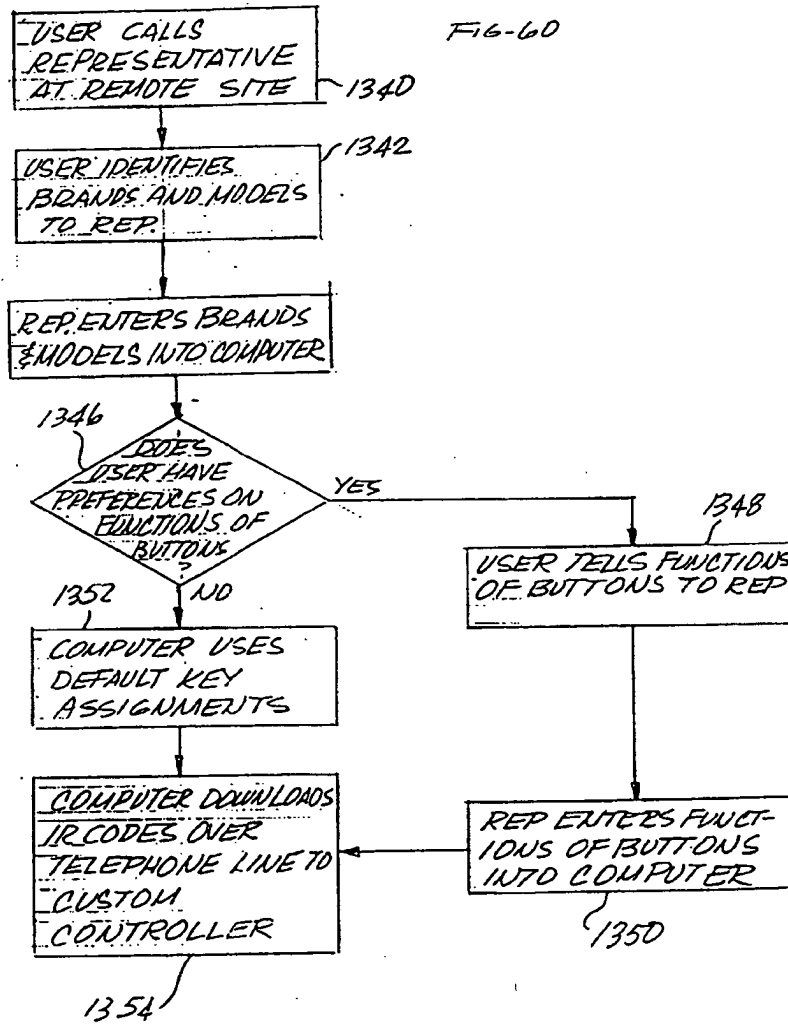 FIG-60
USER CALLS
REPRESENTATIVE
AT REMOTE SITE
1340
1342
USER IDENTIFIES
BRANDS AND MODELS
TO REP.
REP. ENTERS BRANDS
&MODELS INTO COMPUTER
1346
DOES
USER HAVE
PREFERENCES ON
FUNCTIONS OF
BUTTONS
?
YES
1348
USER TELLS FUNCTIONS
OF BUTTONS TO REP
NO
1352
COMPUTER USES
DEFAULT KEY
ASSIGNMENTS
COMPUTER DOWNLOADS
IR CODES OVER
TELEPHONE LINE TO
CUSTOM
CONTROLLER
1354
REP ENTERS FUNCT-
IONS OF BUTTONS
INTO COMPUTER
1350